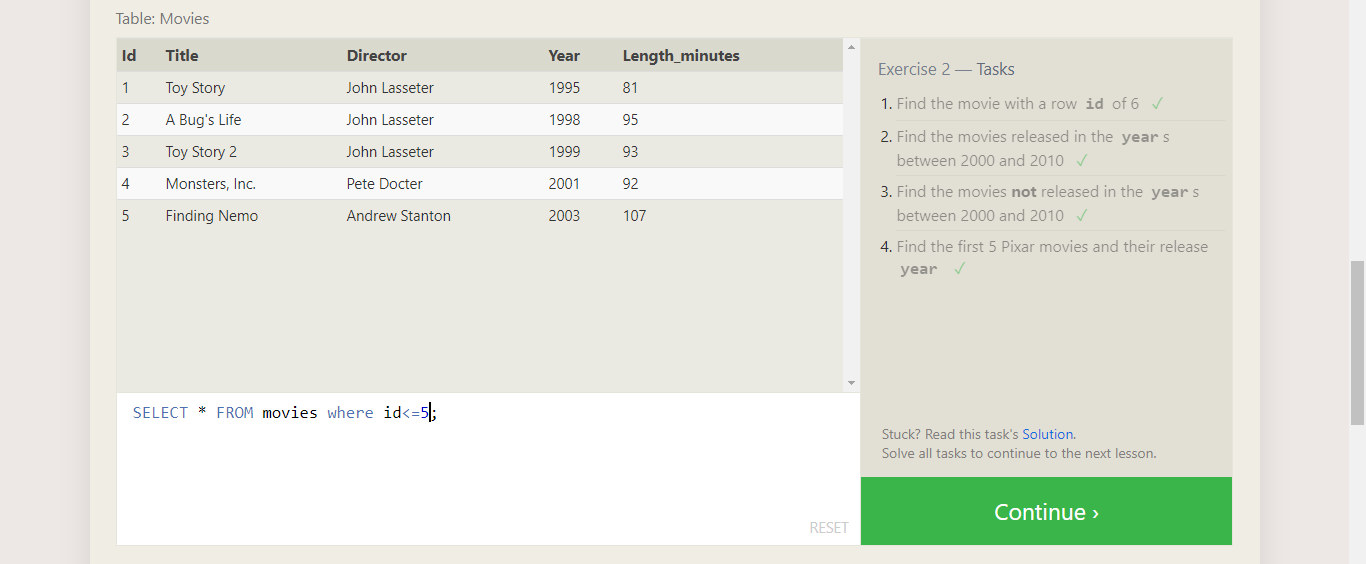 Table: Movies
Id Title Director Year Length_minutes
1 Toy Story John Lasseter 1995 81
2 A Bug's Life John Lasseter 1998 95
3 Toy Story 2 John Lasseter 1999 93
4 Monsters, Inc. Pete Docter 2001 92
5 Finding Nemo Andrew Stanton 2003 107
SELECT * FROM movies where id<=5;
RESET
Exercise 2 — Tasks
1. Find the movie with a row id of 6 ✓
2. Find the movies released in the year s
between 2000 and 2010 ✓
3. Find the movies not released in the year s
between 2000 and 2010 ✓
4. Find the first 5 Pixar movies and their release
year ✓
Stuck? Read this task's Solution.
Solve all tasks to continue to the next lesson.
Continue ›